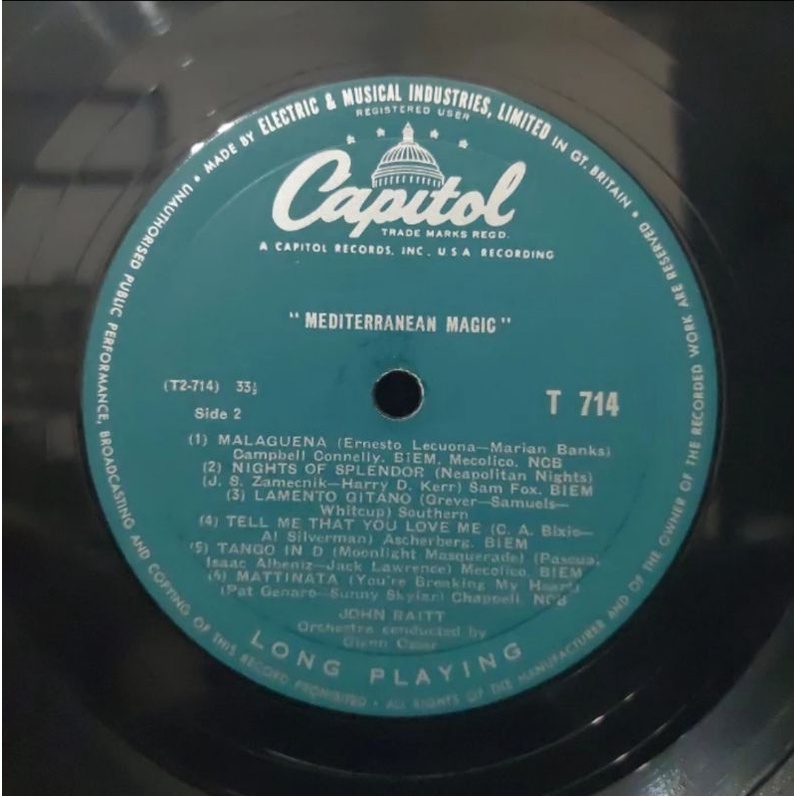 MADE BY ELECTRIC & MUSICAL INDUSTRIES, LIMITED IN GT. BRITAIN •
REGISTERED USER
Capitol
TRADE MARKS REGD.
A CAPITOL RECORDS, INC. U.S.A. RECORDING
"MEDITERRANEAN MAGIC"
(T2-714) 33⅓
T 714
Side 2
(1) MALAGUENA (Ernesto Lecuona—Marian Banks)
Campbell Connelly. BIEM, Mecolico. NCB
(2) NIGHTS OF SPLENDOR (Neapolitan Nights)
(J. S. Zamecnik—Harry D. Kerr) Sam Fox. BIEM
(3) LAMENTO GITANO (Grever—Samuels—
Whitcup) Southern
(4) TELL ME THAT YOU LOVE ME (C. A. Bixio—
Al Silverman) Ascherberg. BIEM
(5) TANGO IN D (Moonlight Masquerade) (Pascua,
Isaac Albeniz—Jack Lawrence) Mecolico. BIEM
(6) MATTINATA (You're Breaking My Heart)
(Pat Genaro—Sunny Skylar) Chappell. NCB
JOHN RAITT
Orchestra conducted by
Glenn
LONG PLAYING
ALL RIGHTS OF THE MANUFACTURER AND OF THE OWNER OF THE RECORDED WORK ARE RESERVED •
UNAUTHORISED PUBLIC PERFORMANCE, BROADCASTING AND COPYING OF THIS RECORD PROHIBITED •